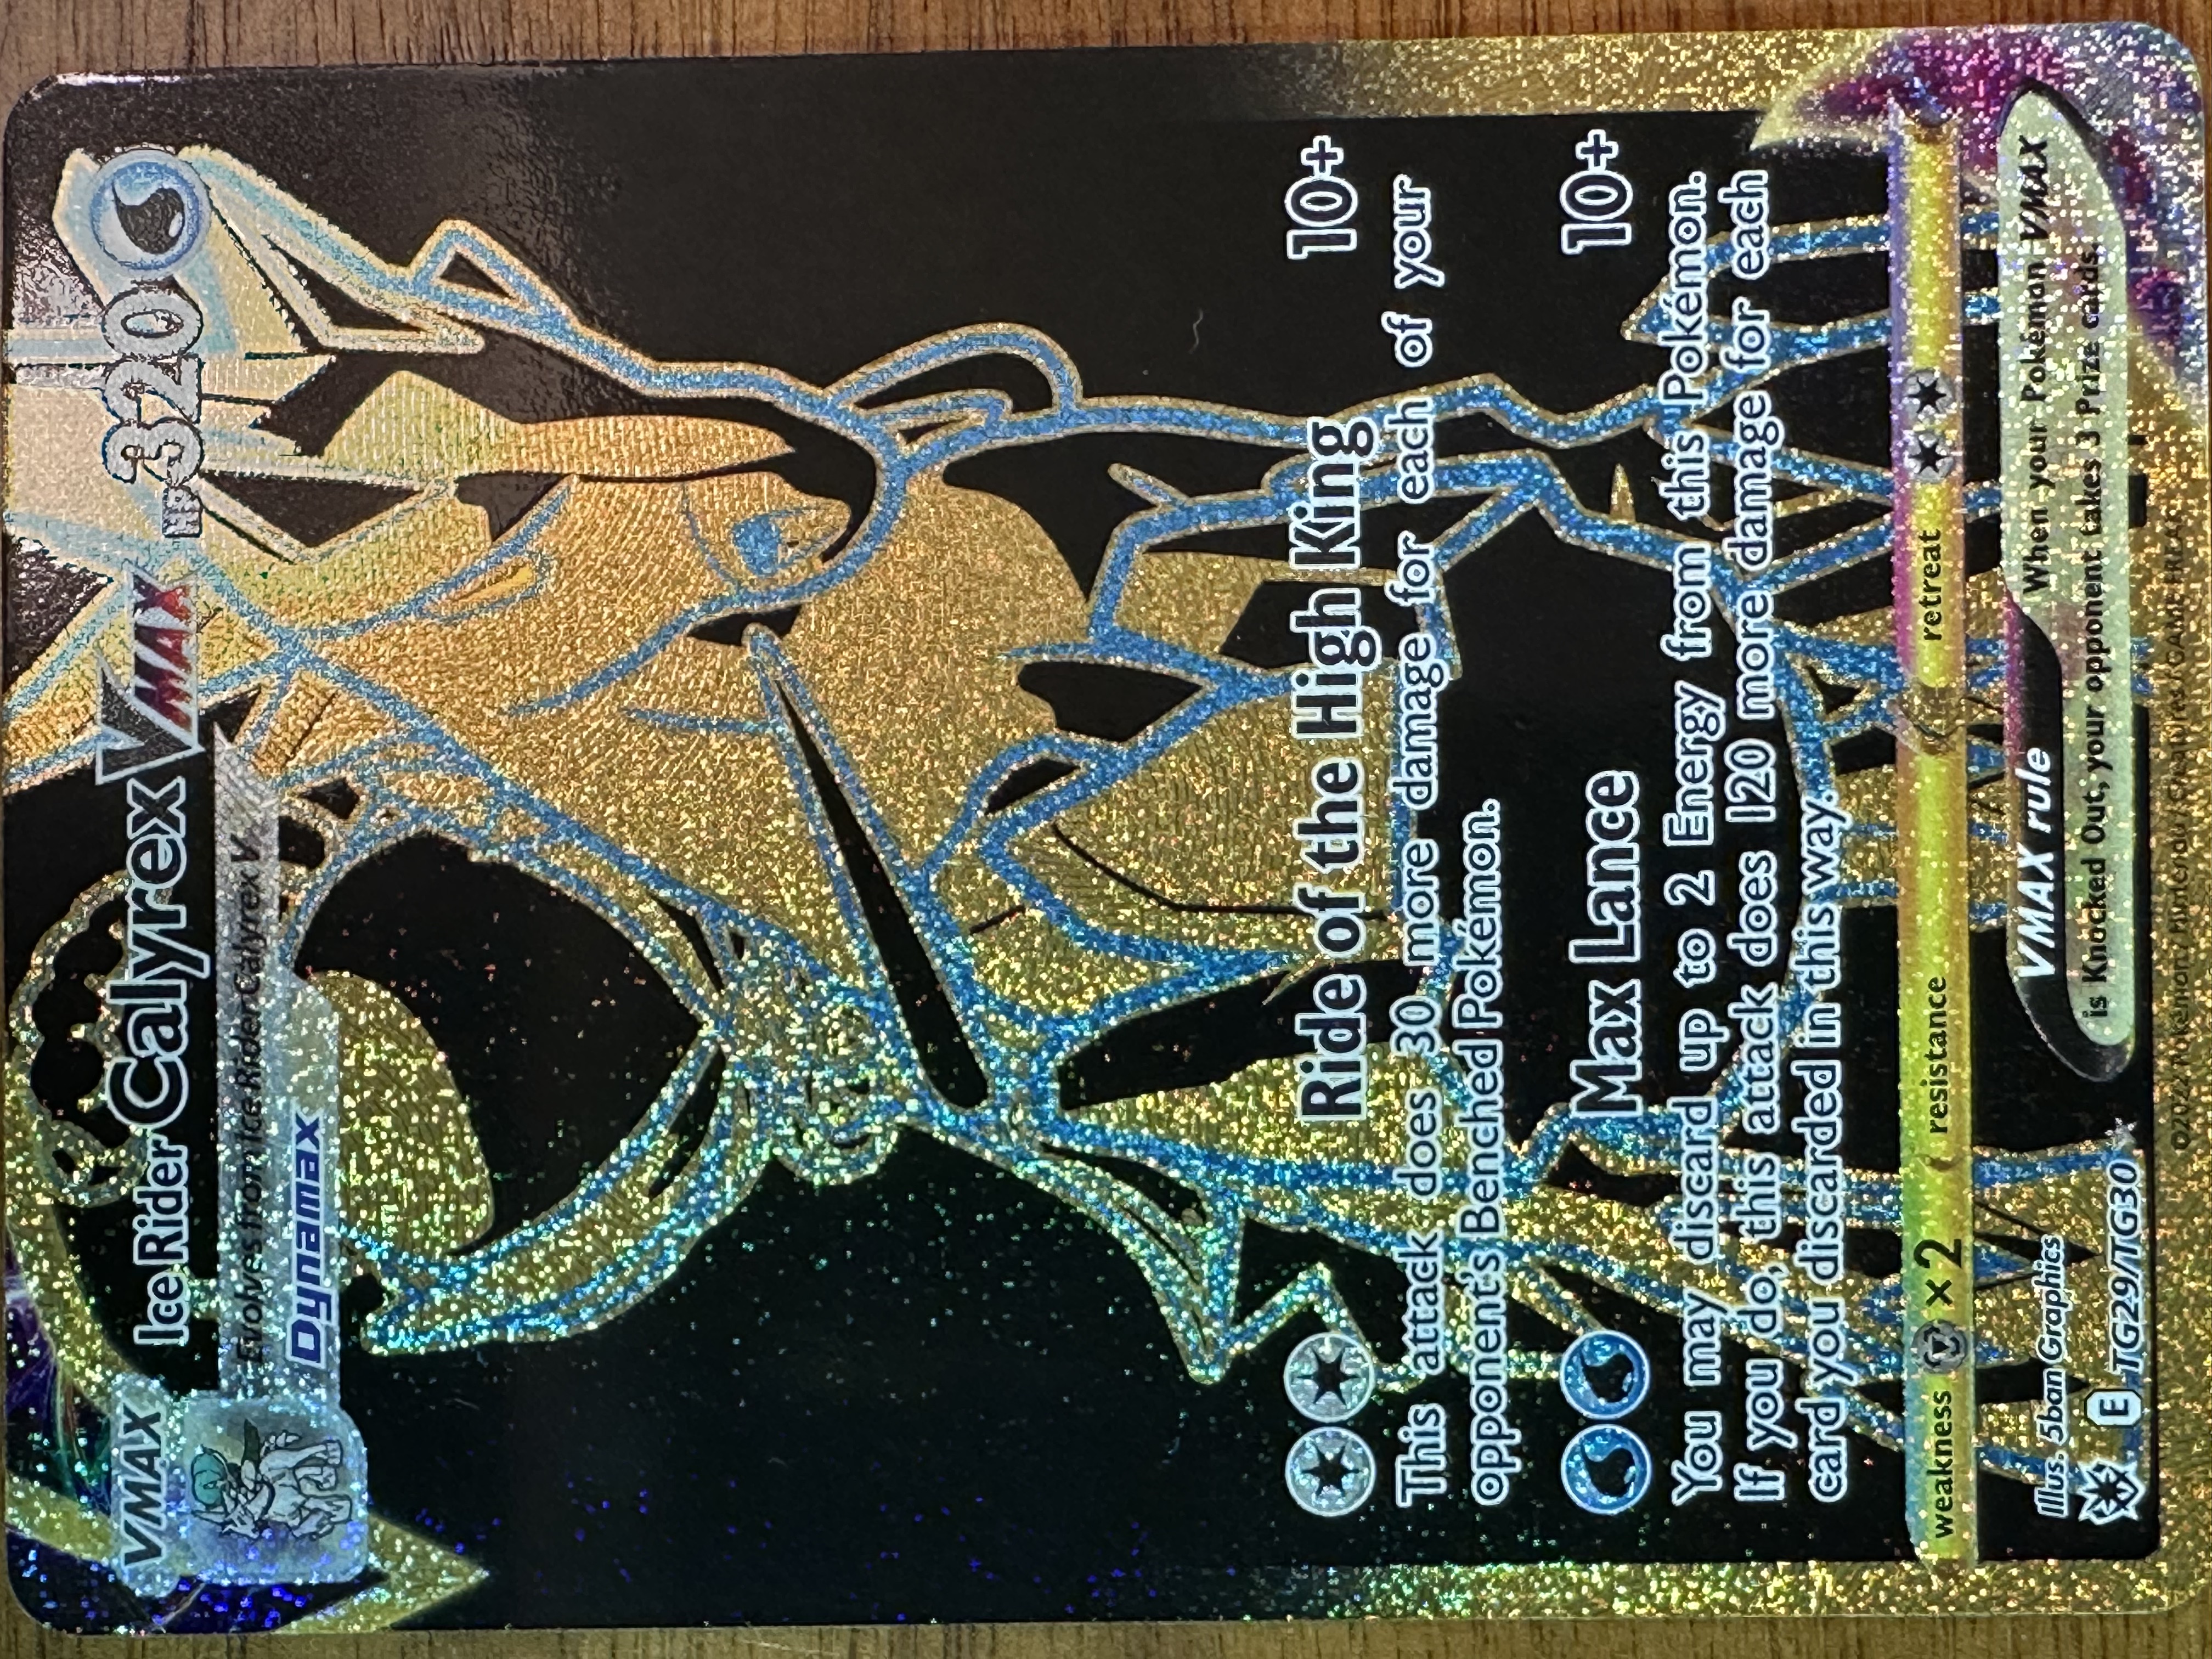 VMAX Ice Rider Calyrex VMAX HP 320
Evolves from Ice Rider Calyrex V
Dynamax
Ride of the High King 10+
This attack does 30 more damage for each of your
opponent's Benched Pokémon.
Max Lance 10+
You may discard up to 2 Energy from this Pokémon.
If you do, this attack does 120 more damage for each
card you discarded in this way.
weakness ×2 resistance retreat
VMAX rule When your Pokémon VMAX
is Knocked Out, your opponent takes 3 Prize cards.
Illus. 5ban Graphics
E TG29/TG30
©2022 Pokémon / Nintendo / Creatures / GAME FREAK